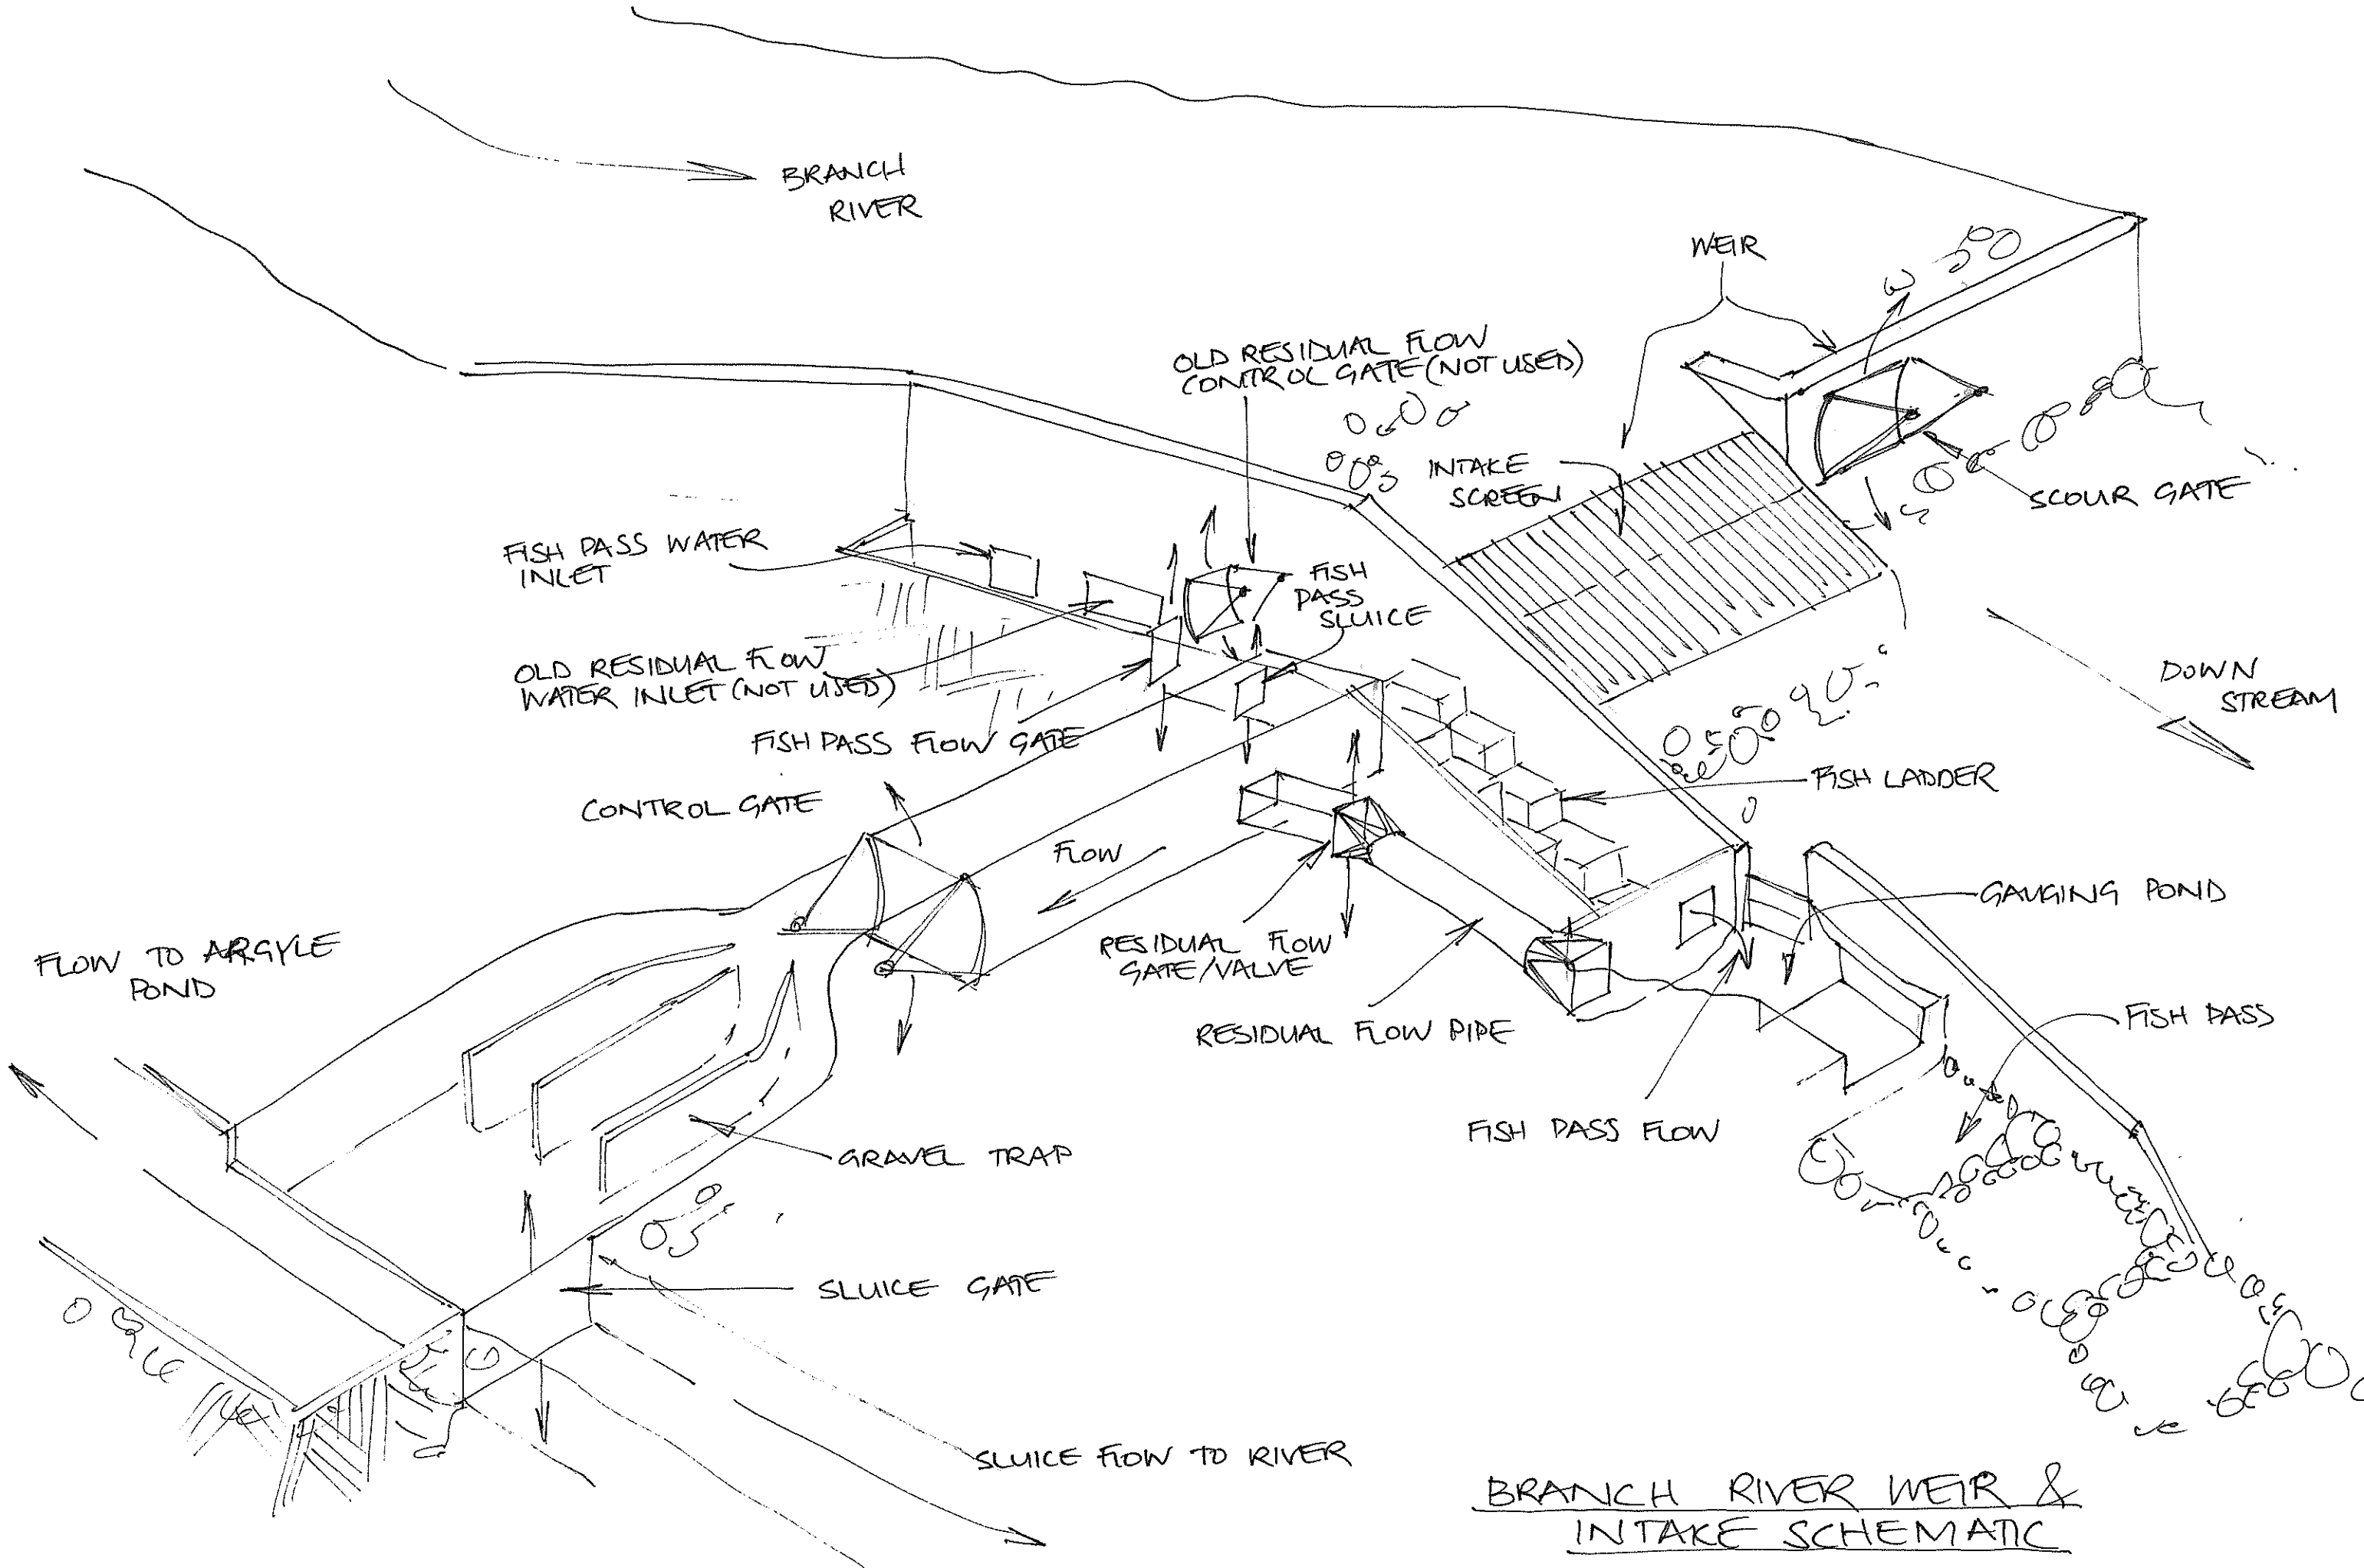 BRANCH
RIVER
WEIR
OLD RESIDUAL FLOW
CONTROL GATE (NOT USED)
INTAKE
SCREEN
SCOUR GATE
FISH PASS WATER
INLET
FISH
PASS
SLUICE
OLD RESIDUAL FLOW
WATER INLET (NOT USED)
DOWN
STREAM
FISH PASS FLOW GATE
CONTROL GATE
FISH LADDER
FLOW
GAUGING POND
FLOW TO ARGYLE
POND
RESIDUAL FLOW
GATE/VALVE
RESIDUAL FLOW PIPE
FISH PASS
FISH PASS FLOW
GRAVEL TRAP
SLUICE GATE
SLUICE FLOW TO RIVER
BRANCH RIVER WEIR &
INTAKE SCHEMATIC